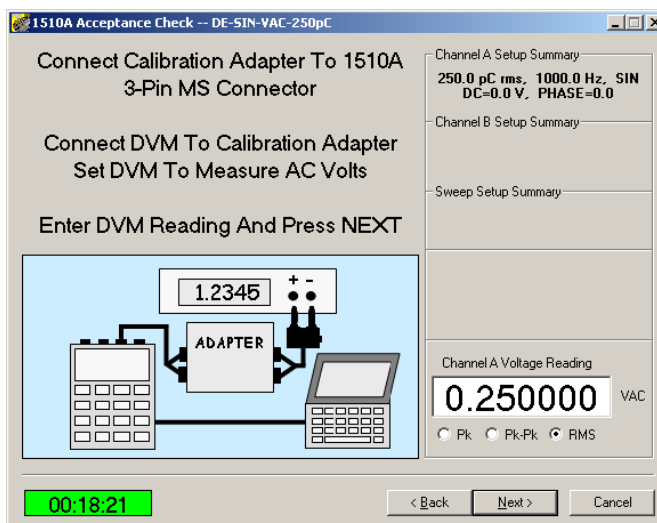 1510A Acceptance Check -- DE-SIN-VAC-250pC
Connect Calibration Adapter To 1510A
3-Pin MS Connector
Connect DVM To Calibration Adapter
Set DVM To Measure AC Volts
Enter DVM Reading And Press NEXT
1.2345
+ -
ADAPTER
Channel A Setup Summary
250.0 pC rms, 1000.0 Hz, SIN
DC=0.0 V, PHASE=0.0
Channel B Setup Summary
Sweep Setup Summary
Channel A Voltage Reading
0.250000 VAC
Pk Pk-Pk RMS
00:18:21
< Back Next > Cancel